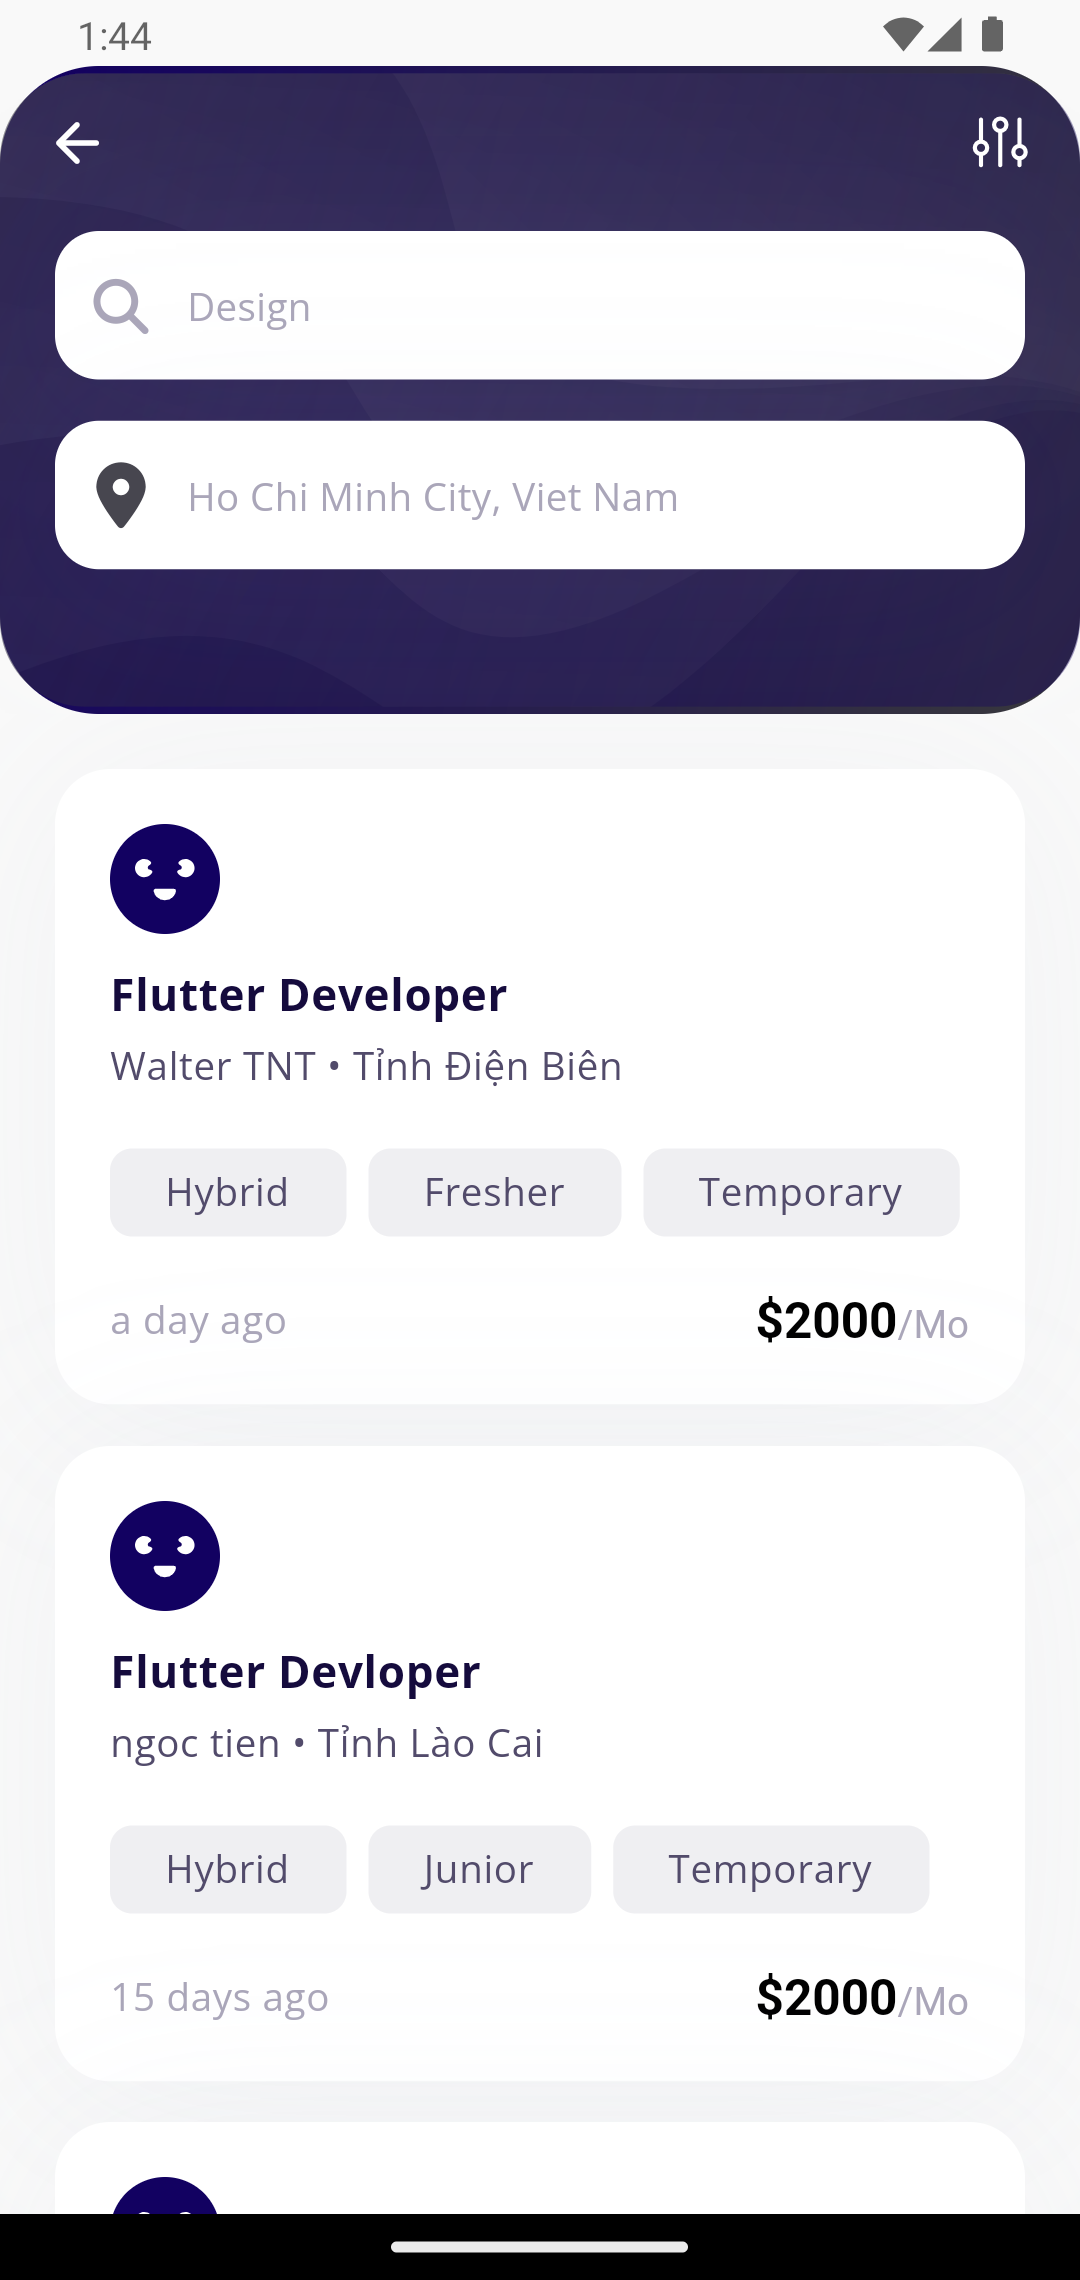 1:44
Design
Ho Chi Minh City, Viet Nam
Flutter Developer
Walter TNT • Tỉnh Điện Biên
Hybrid Fresher Temporary
a day ago $2000/Mo
Flutter Devloper
ngoc tien • Tỉnh Lào Cai
Hybrid Junior Temporary
15 days ago $2000/Mo